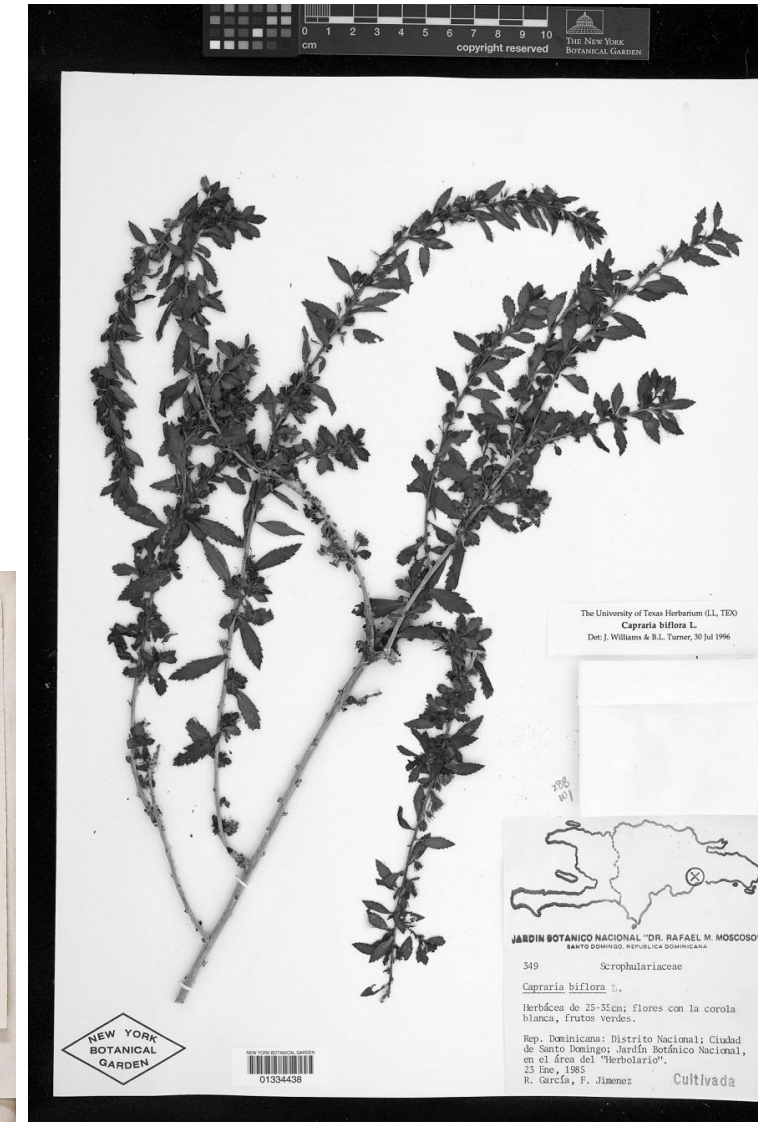 0 1 2 3 4 5 6 7 8 9 10
cm
copyright reserved
THE NEW YORK
BOTANICAL GARDEN
The University of Texas Herbarium (LL, TEX)
Capraria biflora L.
Det: J. Williams & B.L. Turner, 30 Jul 1996
JARDIN BOTANICO NACIONAL "DR. RAFAEL M. MOSCOSO"
SANTO DOMINGO, REPUBLICA DOMINICANA
349 Scrophulariaceae
Capraria biflora L.
Herbácea de 25-35cm; flores con la corola
blanca, frutos verdes.
Rep. Dominicana: Distrito Nacional; Ciudad
de Santo Domingo; Jardín Botánico Nacional,
en el área del "Herbolario".
23 Ene, 1985
R. García, F. Jimenez Cultivada
NEW YORK
BOTANICAL
GARDEN
NEW YORK BOTANICAL GARDEN
01334438